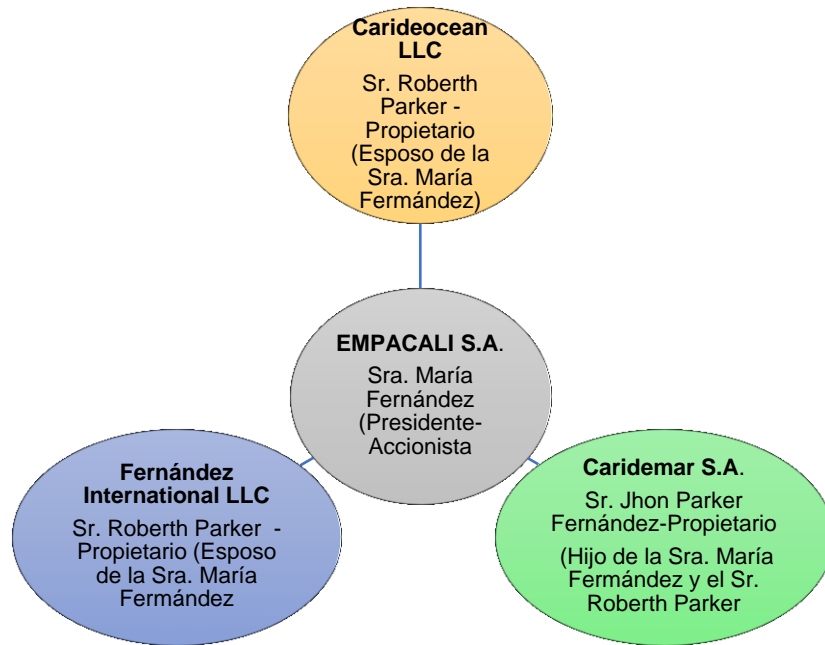 Carideocean
LLC
Sr. Roberth
Parker -
Propietario
(Esposo de la
Sra. María
Fermández)
EMPACALI S.A.
Sra. María
Fernández
(Presidente-
Accionista
Fernández
International LLC
Sr. Roberth Parker -
Propietario (Esposo
de la Sra. María
Fermández
Caridemar S.A.
Sr. Jhon Parker
Fernández-Propietario
(Hijo de la Sra. María
Fermández y el Sr.
Roberth Parker